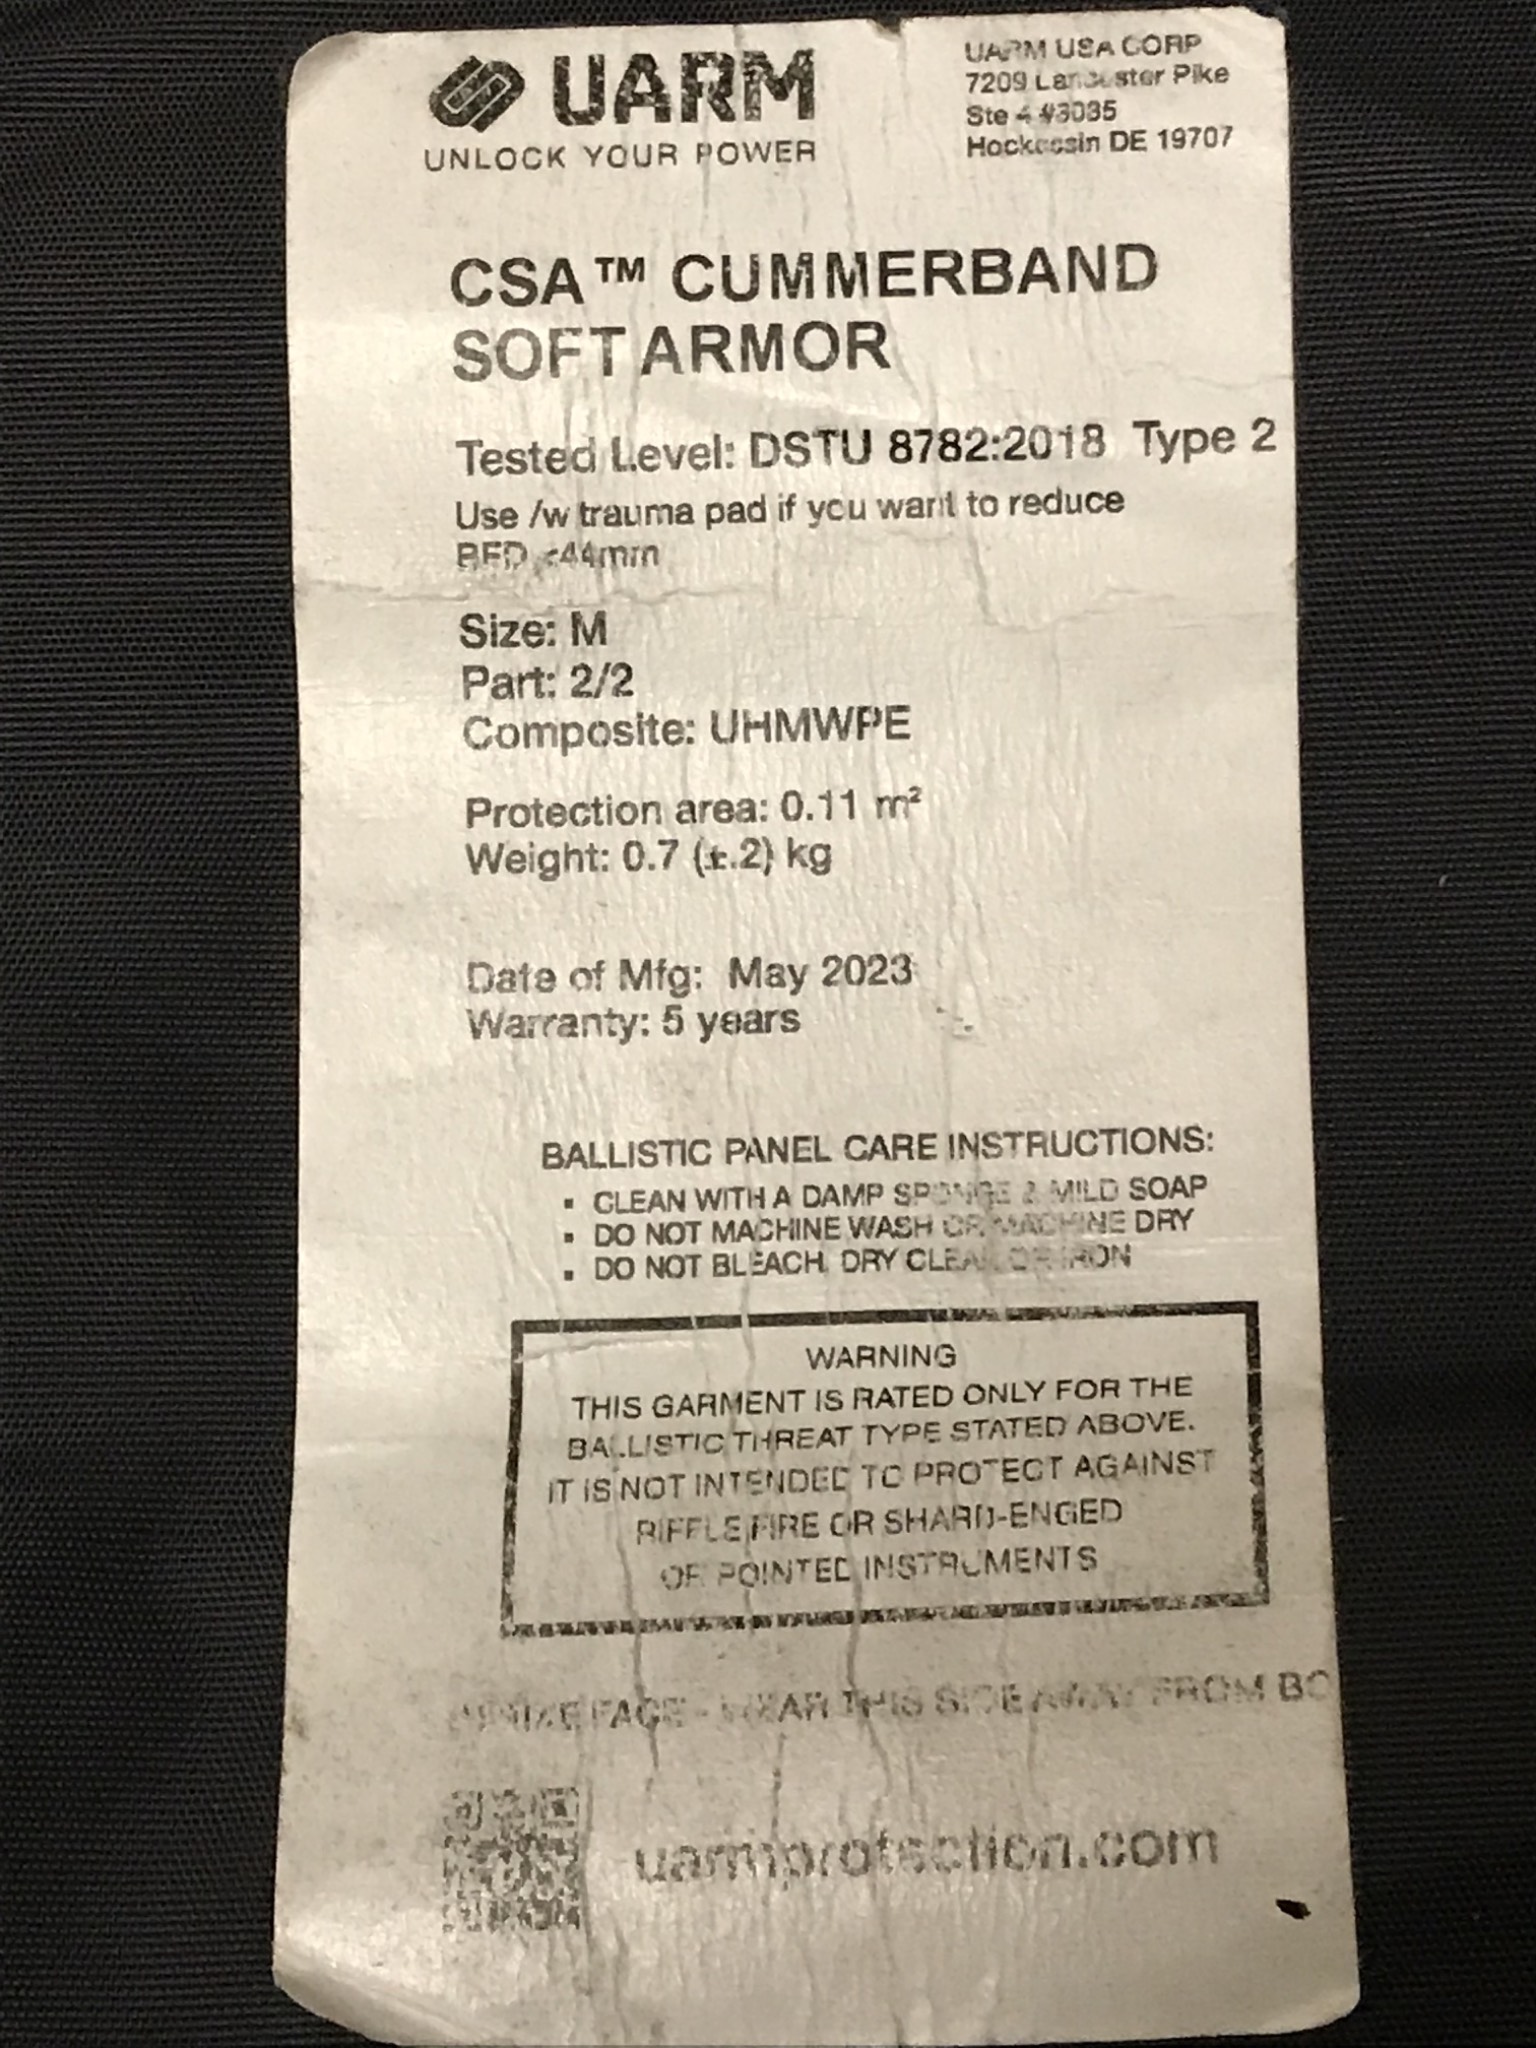 UARM
UNLOCK YOUR POWER
UARM USA CORP
7209 Lancaster Pike
Ste 4 #3035
Hockessin DE 19707
CSA™ CUMMERBAND
SOFT ARMOR
Tested Level: DSTU 8782:2018 Type 2
Use /w trauma pad if you want to reduce
BFD <44mm
Size: M
Part: 2/2
Composite: UHMWPE
Protection area: 0.11 m²
Weight: 0.7 (±.2) kg
Date of Mfg: May 2023
Warranty: 5 years
BALLISTIC PANEL CARE INSTRUCTIONS:
▪ CLEAN WITH A DAMP SPONGE & MILD SOAP
▪ DO NOT MACHINE WASH OR MACHINE DRY
▪ DO NOT BLEACH, DRY CLEAN OR IRON
WARNING
THIS GARMENT IS RATED ONLY FOR THE
BALLISTIC THREAT TYPE STATED ABOVE.
IT IS NOT INTENDED TO PROTECT AGAINST
RIFFLE FIRE OR SHARD-ENGED
OR POINTED INSTRUMENTS
FACE - WEAR THIS SIDE AWAY FROM BO
uarmprotection.com